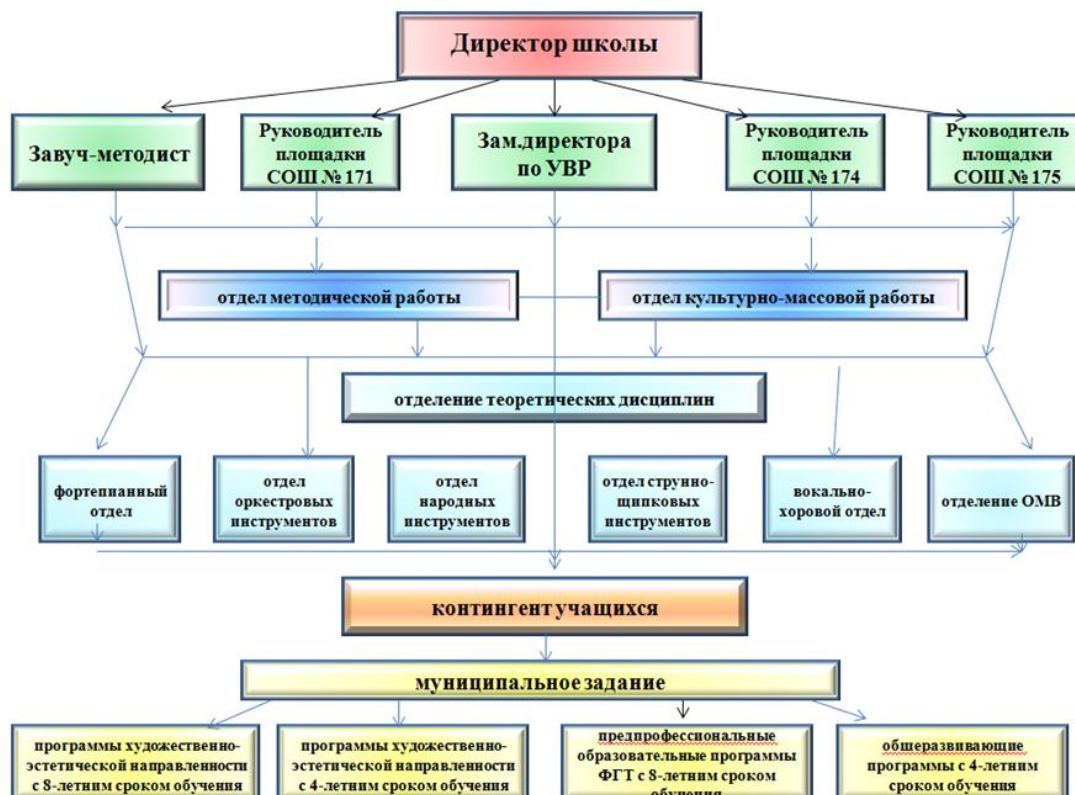 Директор школы
Завуч-методист
Руководитель
площадки
СОШ № 171
Зам.директора
по УВР
Руководитель
площадки
СОШ № 174
Руководитель
площадки
СОШ № 175
отдел методической работы
отдел культурно-массовой работы
отделение теоретических дисциплин
фортепианный
отдел
отдел
оркестровых
инструментов
отдел
народных
инструментов
отдел струнно-
щипковых
инструментов
вокально-
хоровой отдел
отделение ОМВ
контингент учащихся
муниципальное задание
программы художественно-
эстетической направленности
с 8-летним сроком обучения
программы художественно-
эстетической направленности
с 4-летним сроком обучения
предпрофессиональные
образовательные программы
ФГТ с 8-летним сроком
обучения
общеразвивающие
программы с 4-летним
сроком обучения